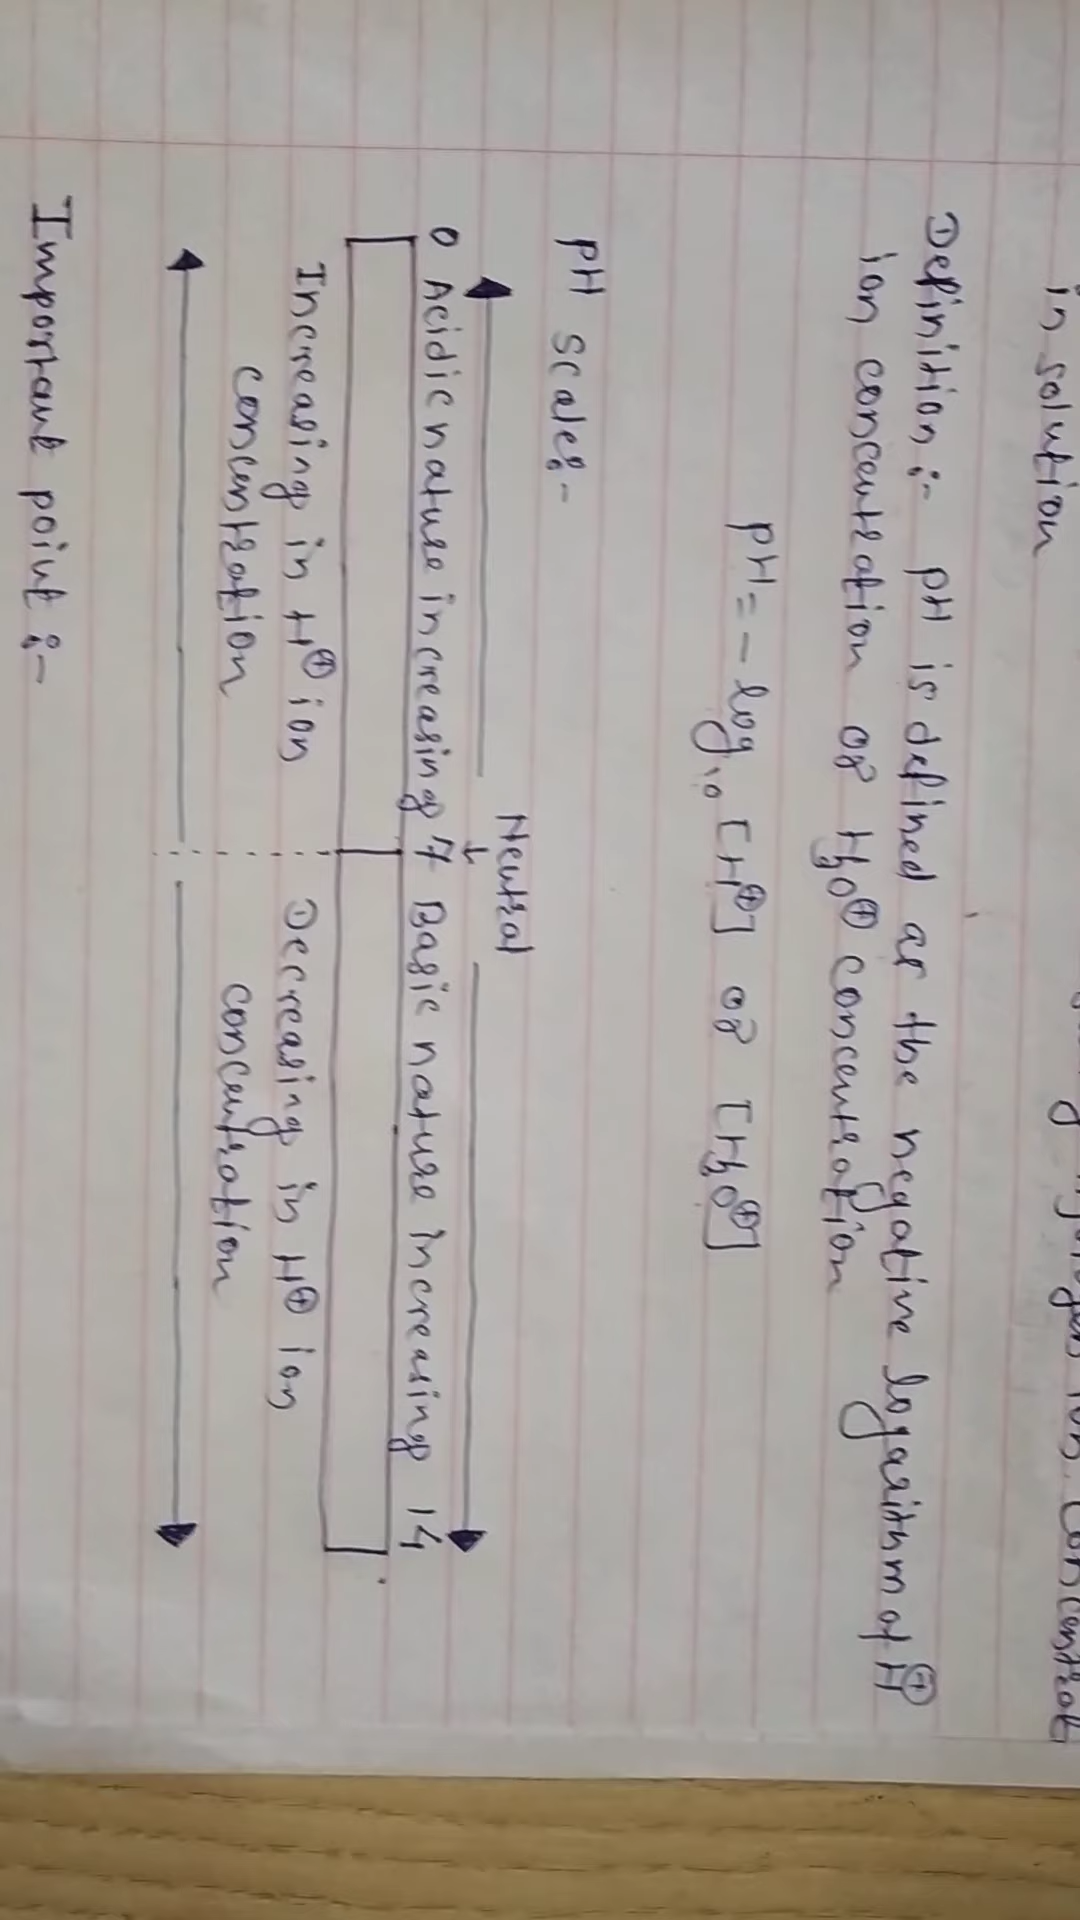 in solution
Definition :- pH is defined as the negative logarithm of H⊕
ion concentration or H₃O⊕ concentration
pH = - log₁₀ [H⊕] or [H₃O⊕]
pH scale:-
Neutral
↓
0 Acidic nature increasing 7 Basic nature increasing 14
Increasing in H⊕ ion Decreasing in H⊕ ion
concentration concentration
Important point :-